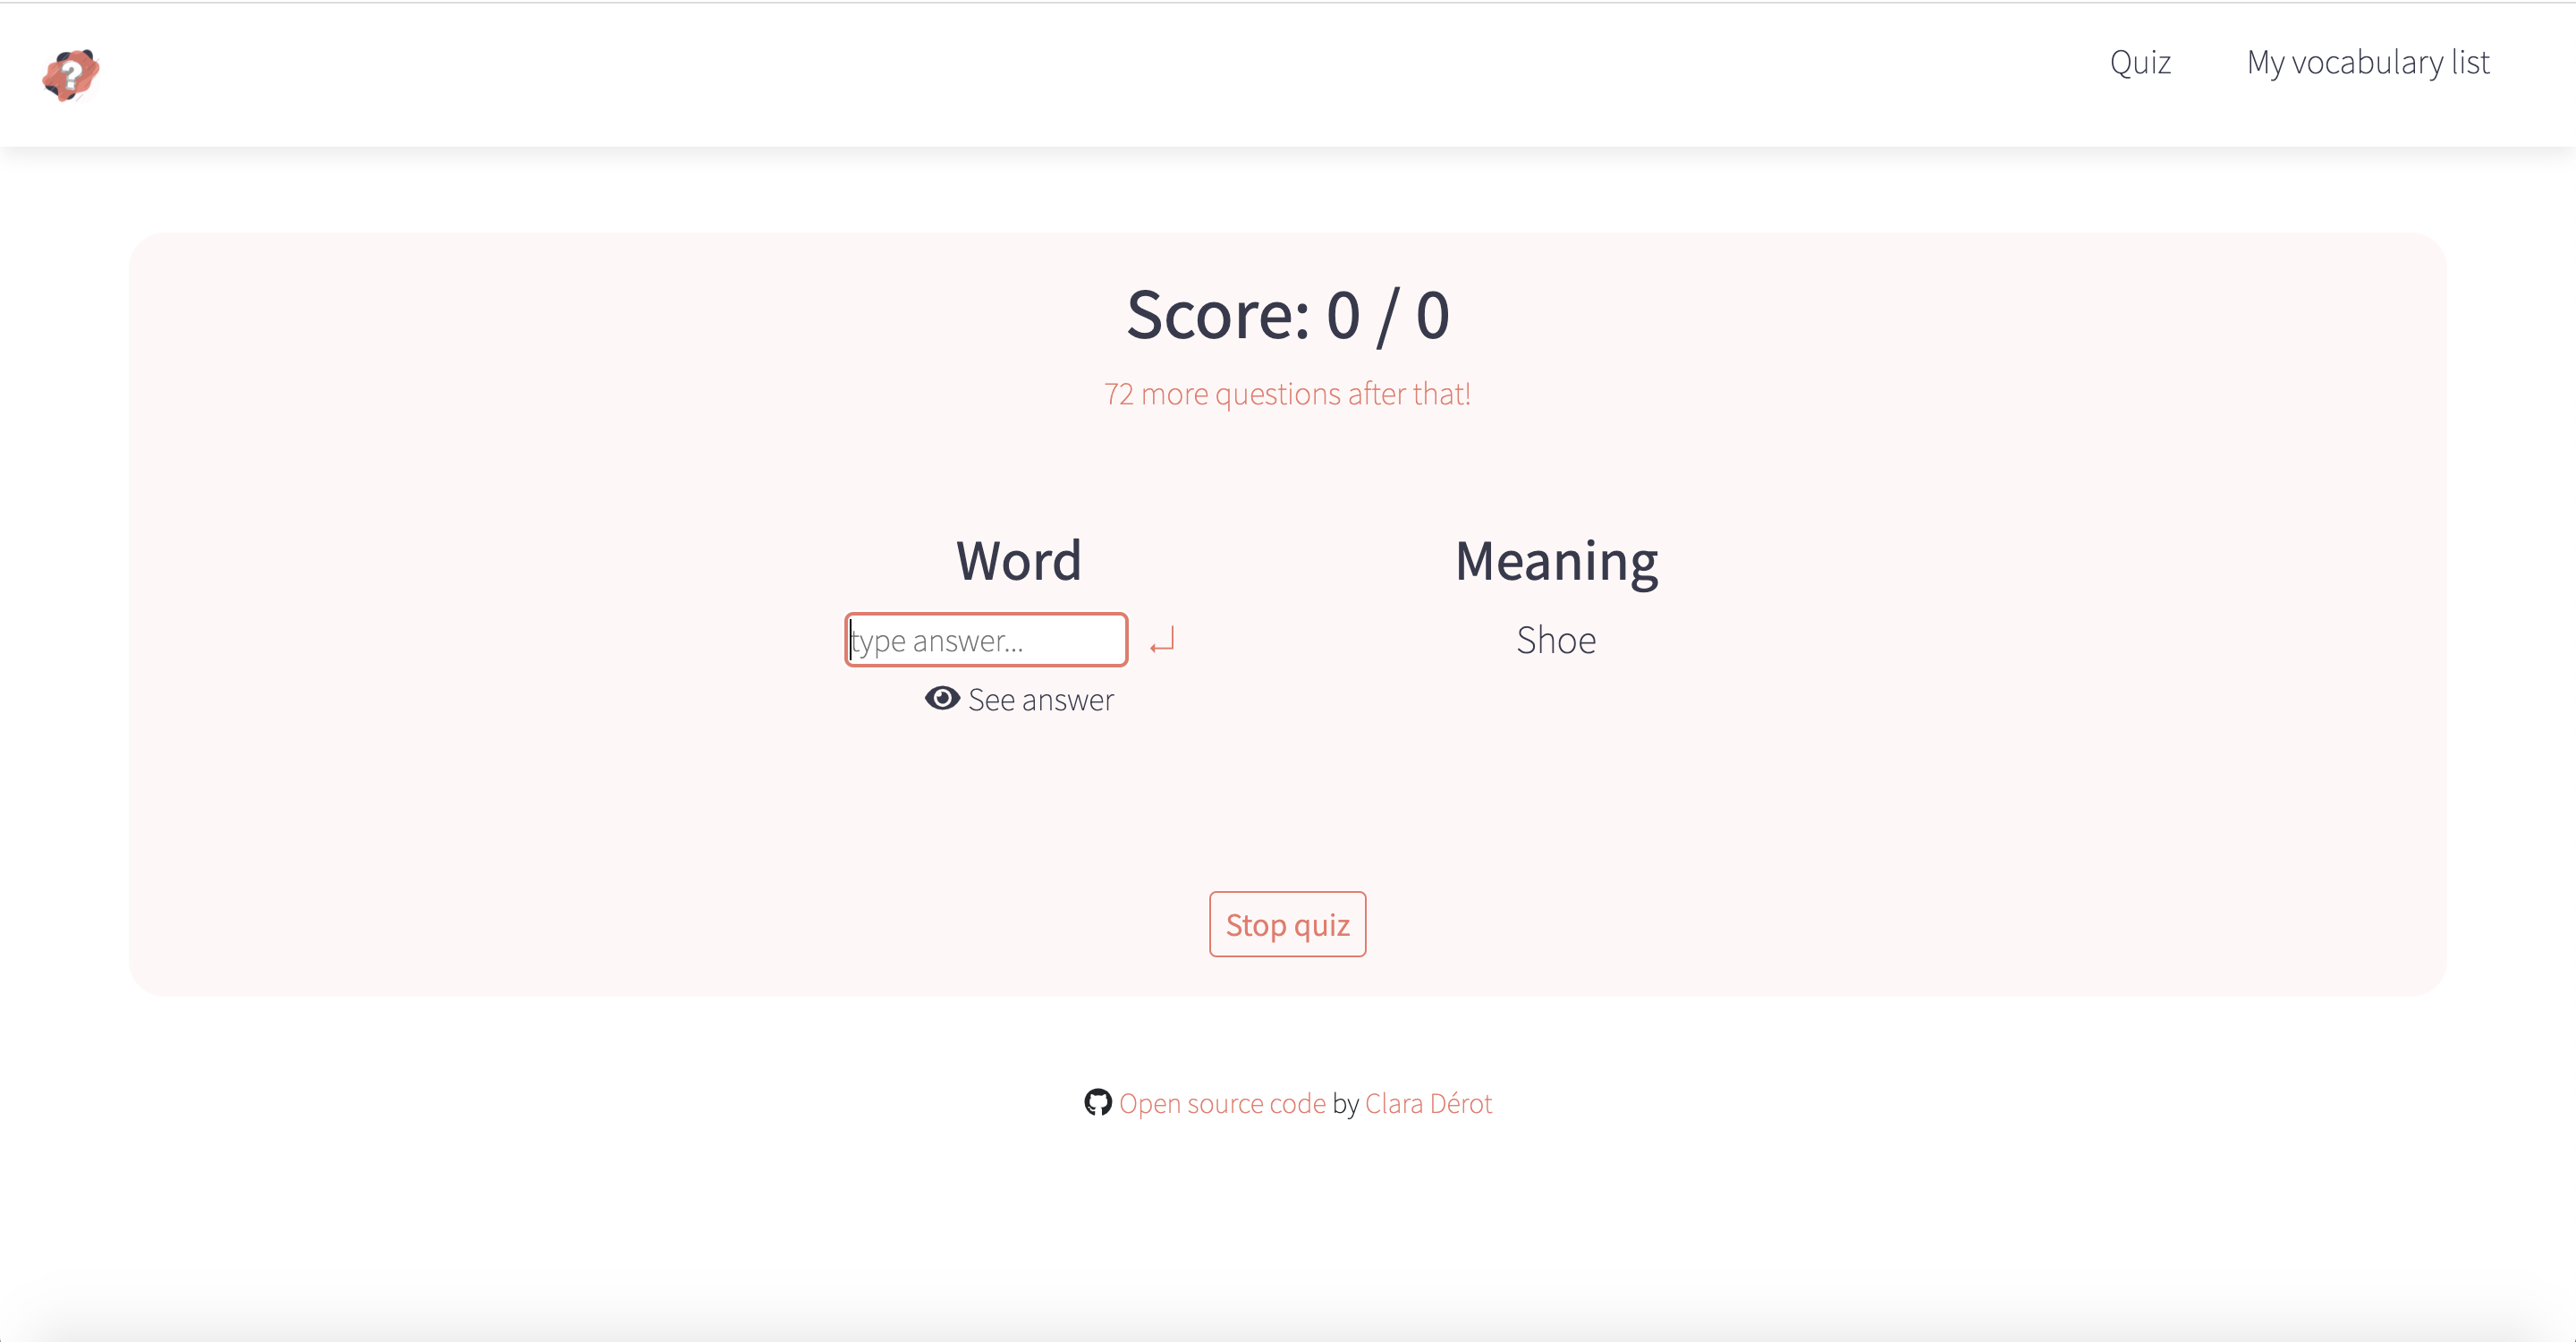 ?
Quiz My vocabulary list
Score: 0 / 0
72 more questions after that!
Word Meaning
type answer... Shoe
See answer
Stop quiz
Open source code by Clara Dérot